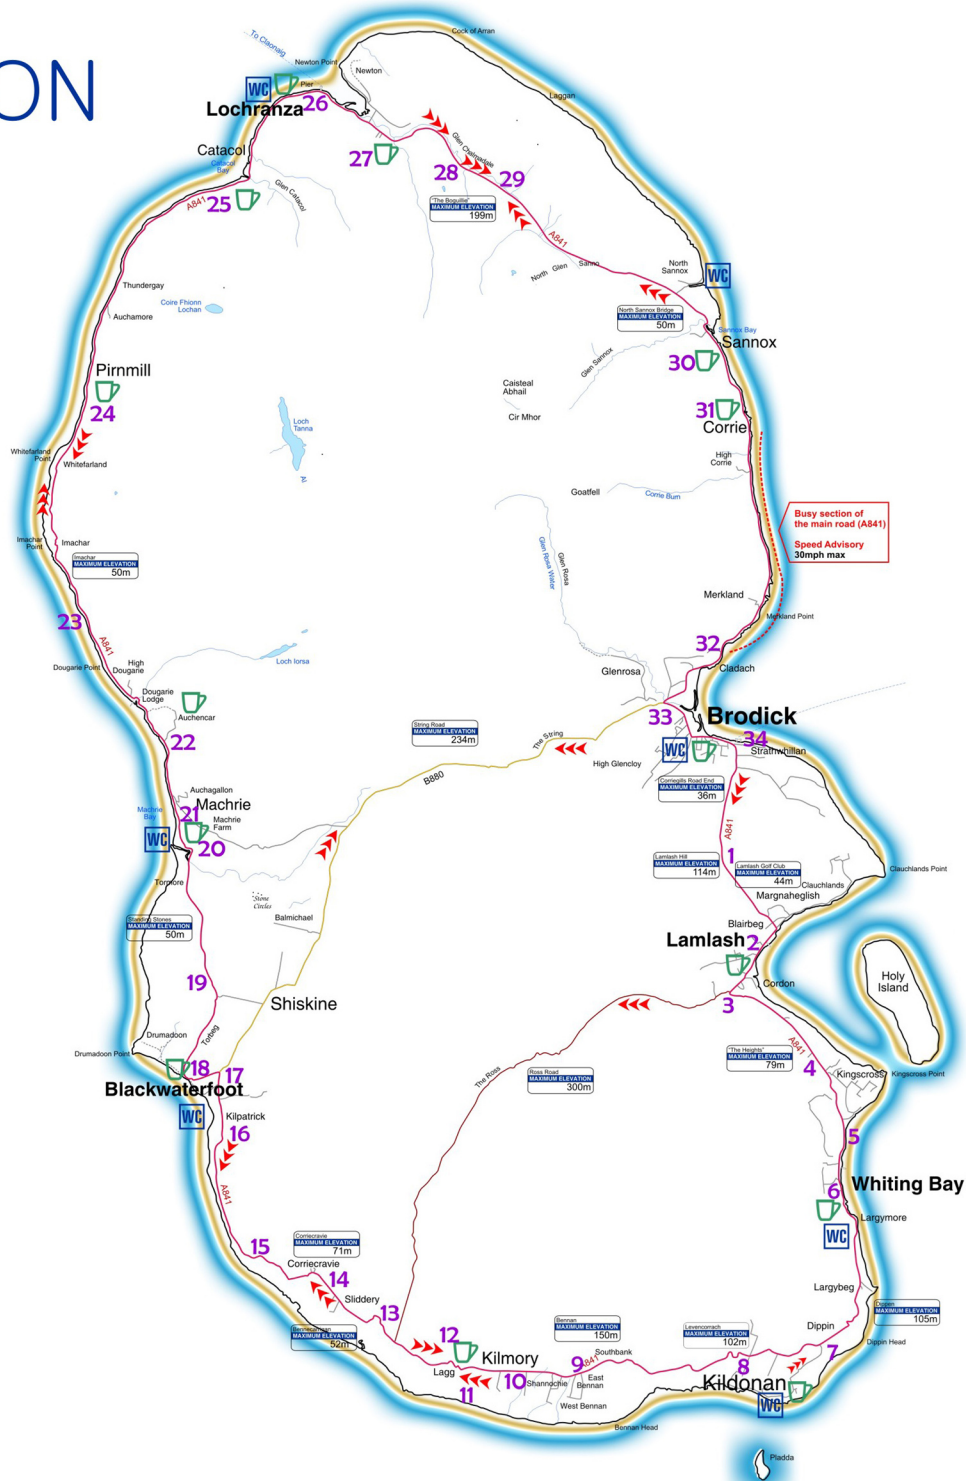 ON
To Claonaig
Cock of Arran
Newton Point
Newton
Pier
WC
Lochranza
26
Laggan
Catacol
Catacol
Bay
27
Glen Chalmadale
28
29
A841
25
Glen Catacol
"The Boguillie"
MAXIMUM ELEVATION
199m
A841
North Glen Sanno
North
Sannox
WC
Thundergay
Coire Fhionn
Lochan
Auchamore
North Sannox Bridge
MAXIMUM ELEVATION
50m
Sannox Bay
Sannox
30
Glen Sannox
Pirnmill
24
Caisteal
Abhail
Cir Mhor
31
Corrie
Loch
Tanna
Whitefarland
Point
Whitefarland
High
Corrie
Goatfell
Corrie Burn
Busy section of
the main road (A841)
Speed Advisory
30mph max
Imachar
Point
Imachar
Imachar
MAXIMUM ELEVATION
50m
Glen Rosa Water
Glen Rosa
Merkland
Merkland Point
23
A841
32
Cladach
Dougarie Point
High
Dougarie
Loch Iorsa
Glenrosa
Dougarie
Lodge
Auchencar
33
Brodick
22
String Road
MAXIMUM ELEVATION
234m
The String
WC
34
Strathwhillan
High Glencloy
B880
Corriegills Road End
MAXIMUM ELEVATION
36m
Auchagallon
Machrie
Machrie
Bay
21
Machrie
Farm
WC
20
A841
1
Lamlash Hill
MAXIMUM ELEVATION
114m
Lamlash Golf Club
MAXIMUM ELEVATION
44m
Clauchlands Point
Clauchlands
Margnaheglish
Tormore
Stone
Circles
Balmichael
Standing Stones
MAXIMUM ELEVATION
50m
Blairbeg
Lamlash
2
Holy
Island
19
Cordon
Shiskine
3
Drumadoon
Torbeg
A841
Drumadoon Point
"The Heights"
MAXIMUM ELEVATION
79m
4
Kingscross
Kingscross Point
18
17
Blackwaterfoot
The Ross
Ross Road
MAXIMUM ELEVATION
300m
WC
Kilpatrick
16
5
A841
6
Whiting Bay
Largymore
WC
15
Corriecravie
MAXIMUM ELEVATION
71m
Corriecravie
14
Sliddery
Largybeg
13
Dippen
MAXIMUM ELEVATION
105m
MAXIMUM ELEVATION
52m
12
Bennan
MAXIMUM ELEVATION
150m
Levencorrach
MAXIMUM ELEVATION
102m
Dippin
Dippin Head
7
Kilmory
Southbank
9
A841
8
Lagg
10
Shannochie
East
Bennan
Kildonan
11
West Bennan
WC
Bennan Head
Pladda